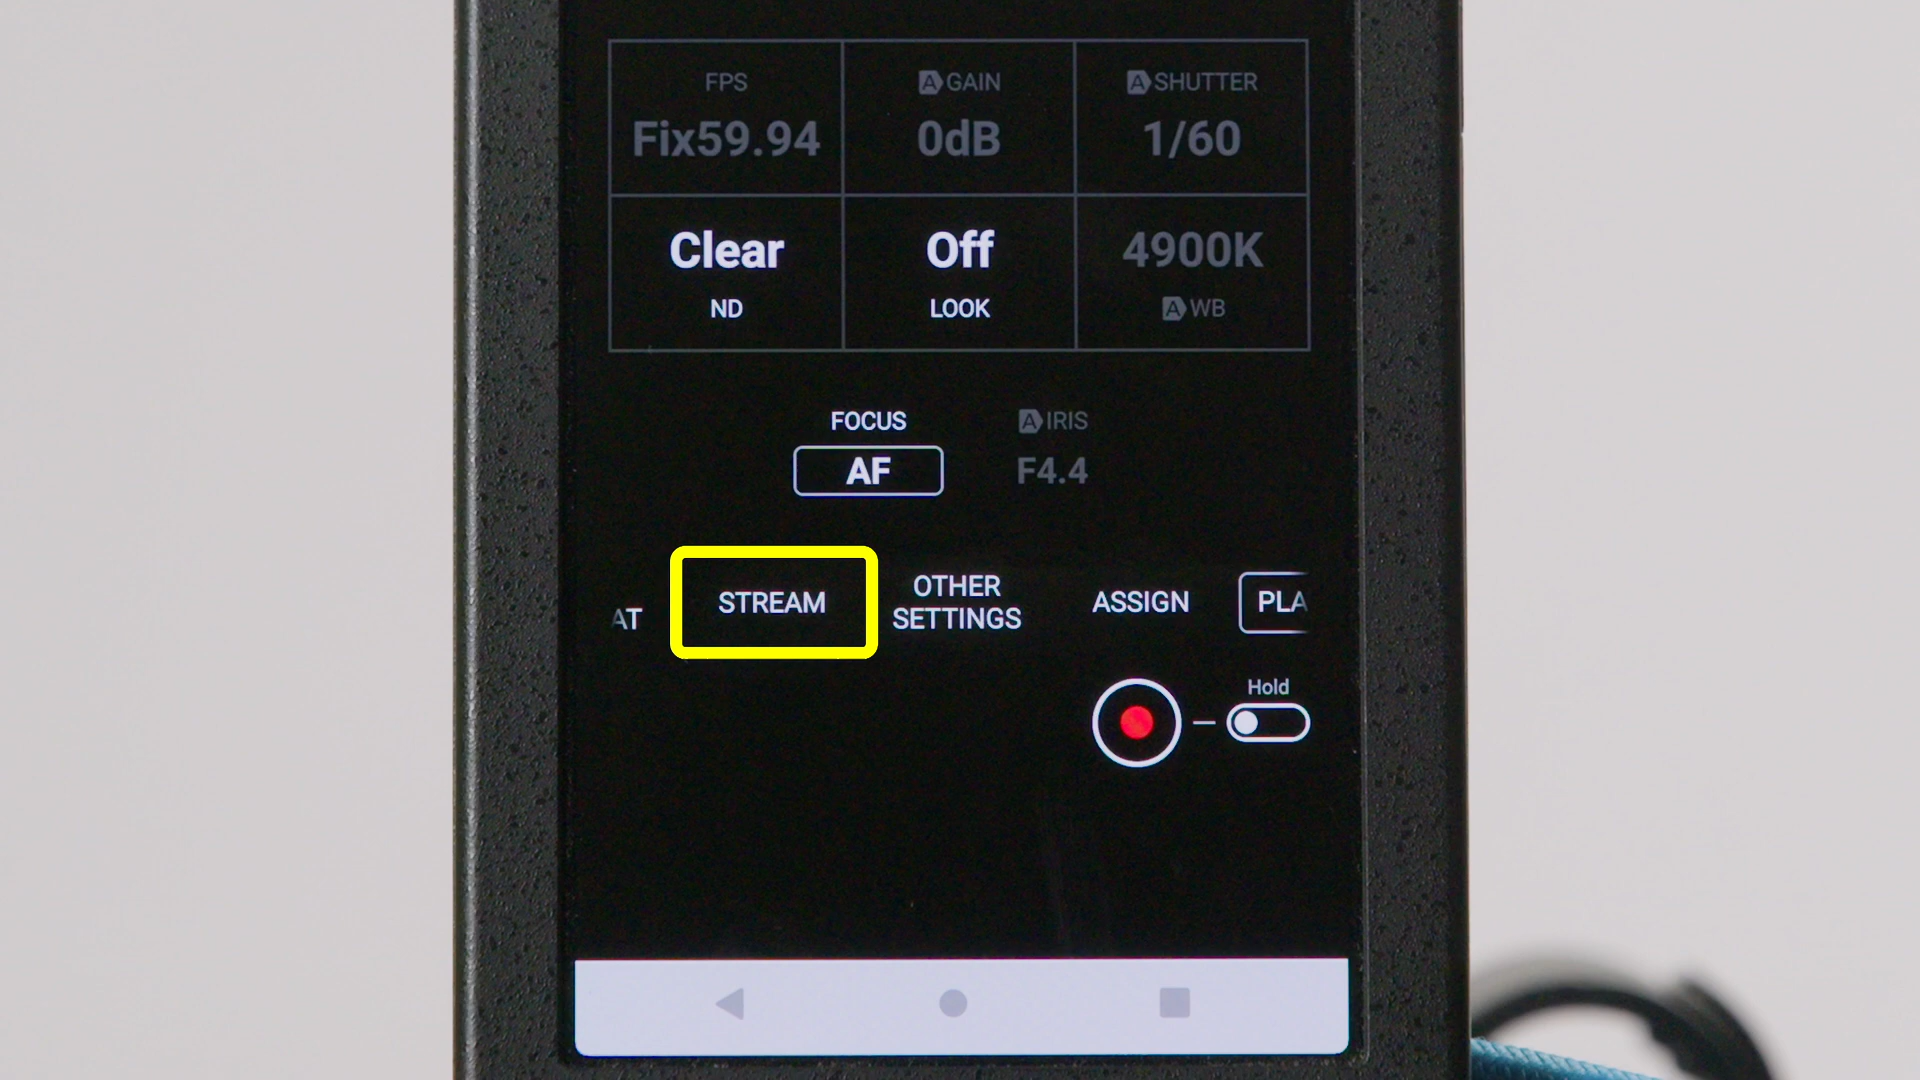 FPS
A GAIN
A SHUTTER
Fix59.94
0dB
1/60
Clear
Off
4900K
ND
LOOK
A WB
FOCUS
A IRIS
AF
F4.4
AT
STREAM
OTHER
SETTINGS
ASSIGN
PLA
Hold